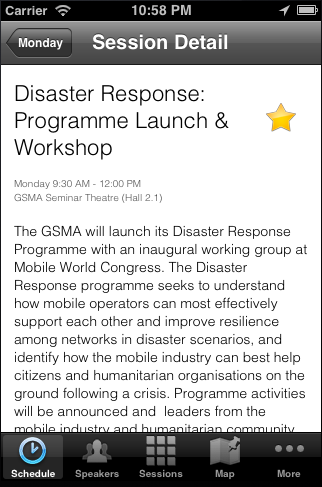 Carrier 10:58 PM
Monday Session Detail
Disaster Response:
Programme Launch &
Workshop
Monday 9:30 AM - 12:00 PM
GSMA Seminar Theatre (Hall 2.1)
The GSMA will launch its Disaster Response
Programme with an inaugural working group at
Mobile World Congress. The Disaster
Response programme seeks to understand
how mobile operators can most effectively
support each other and improve resilience
among networks in disaster scenarios, and
identify how the mobile industry can best help
citizens and humanitarian organisations on the
ground following a crisis. Programme activities
will be announced and  leaders from the
mobile industry and humanitarian community
Schedule Speakers Sessions Map More